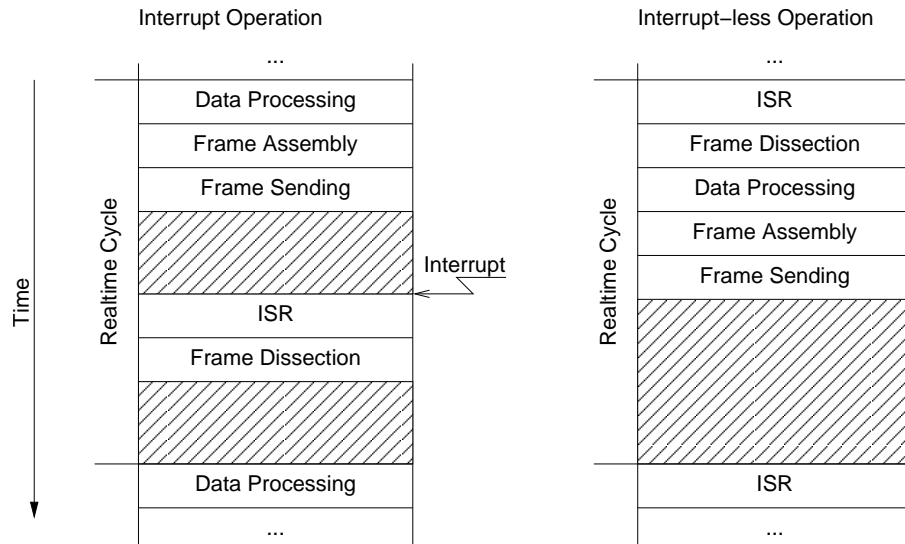 Interrupt Operation
Interrupt−less Operation
Time
Realtime Cycle
...
Data Processing
Frame Assembly
Frame Sending
Interrupt
ISR
Frame Dissection
Data Processing
...
Realtime Cycle
...
ISR
Frame Dissection
Data Processing
Frame Assembly
Frame Sending
ISR
...